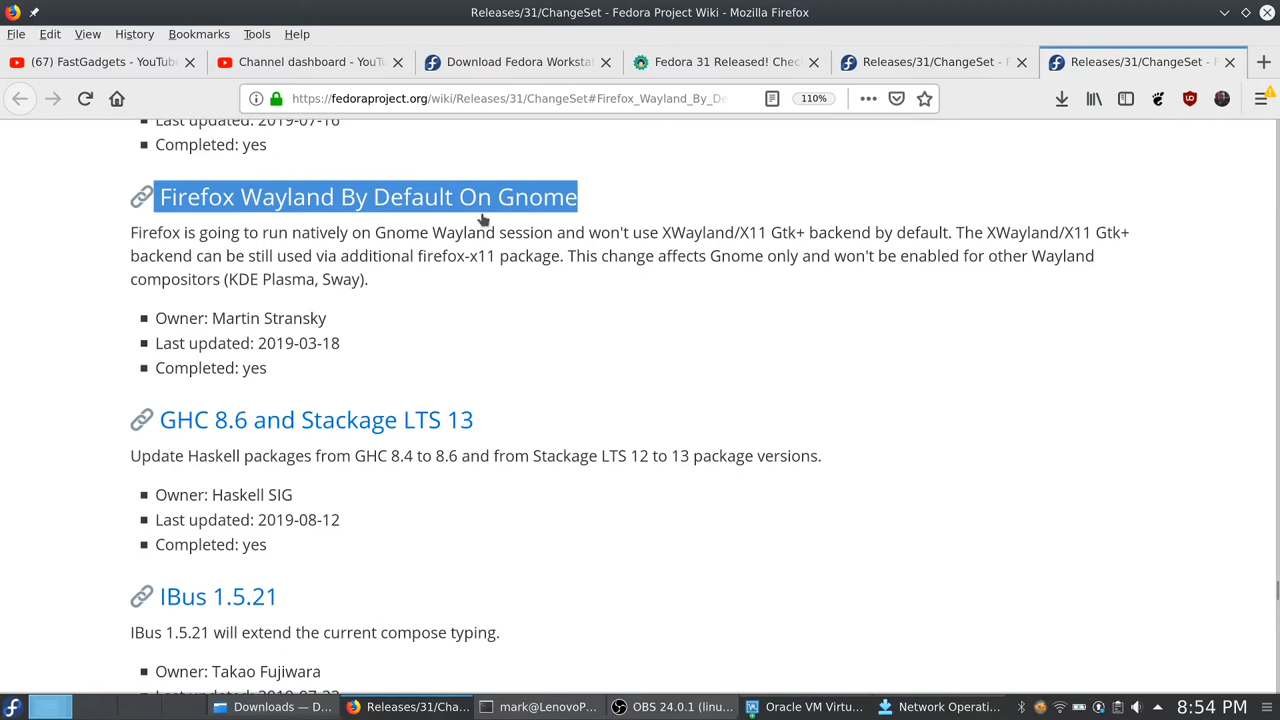 Releases/31/ChangeSet - Fedora Project Wiki - Mozilla Firefox
File Edit View History Bookmarks Tools Help
(67) FastGadgets - YouTube
Channel dashboard - YouTu
Download Fedora Worksta
Fedora 31 Released! Chec
Releases/31/ChangeSet - F
Releases/31/ChangeSet - F
https://fedoraproject.org/wiki/Releases/31/ChangeSet#Firefox_Wayland_By_De
110%
Last updated: 2019-07-16
Completed: yes
Firefox Wayland By Default On Gnome
Firefox is going to run natively on Gnome Wayland session and won't use XWayland/X11 Gtk+ backend by default. The XWayland/X11 Gtk+
backend can be still used via additional firefox-x11 package. This change affects Gnome only and won't be enabled for other Wayland
compositors (KDE Plasma, Sway).
Owner: Martin Stransky
Last updated: 2019-03-18
Completed: yes
GHC 8.6 and Stackage LTS 13
Update Haskell packages from GHC 8.4 to 8.6 and from Stackage LTS 12 to 13 package versions.
Owner: Haskell SIG
Last updated: 2019-08-12
Completed: yes
IBus 1.5.21
IBus 1.5.21 will extend the current compose typing.
Owner: Takao Fujiwara
Downloads — D...
Releases/31/Cha...
mark@LenovoP...
OBS 24.0.1 (linu...
Oracle VM Virtu...
Network Operati...
8:54 PM